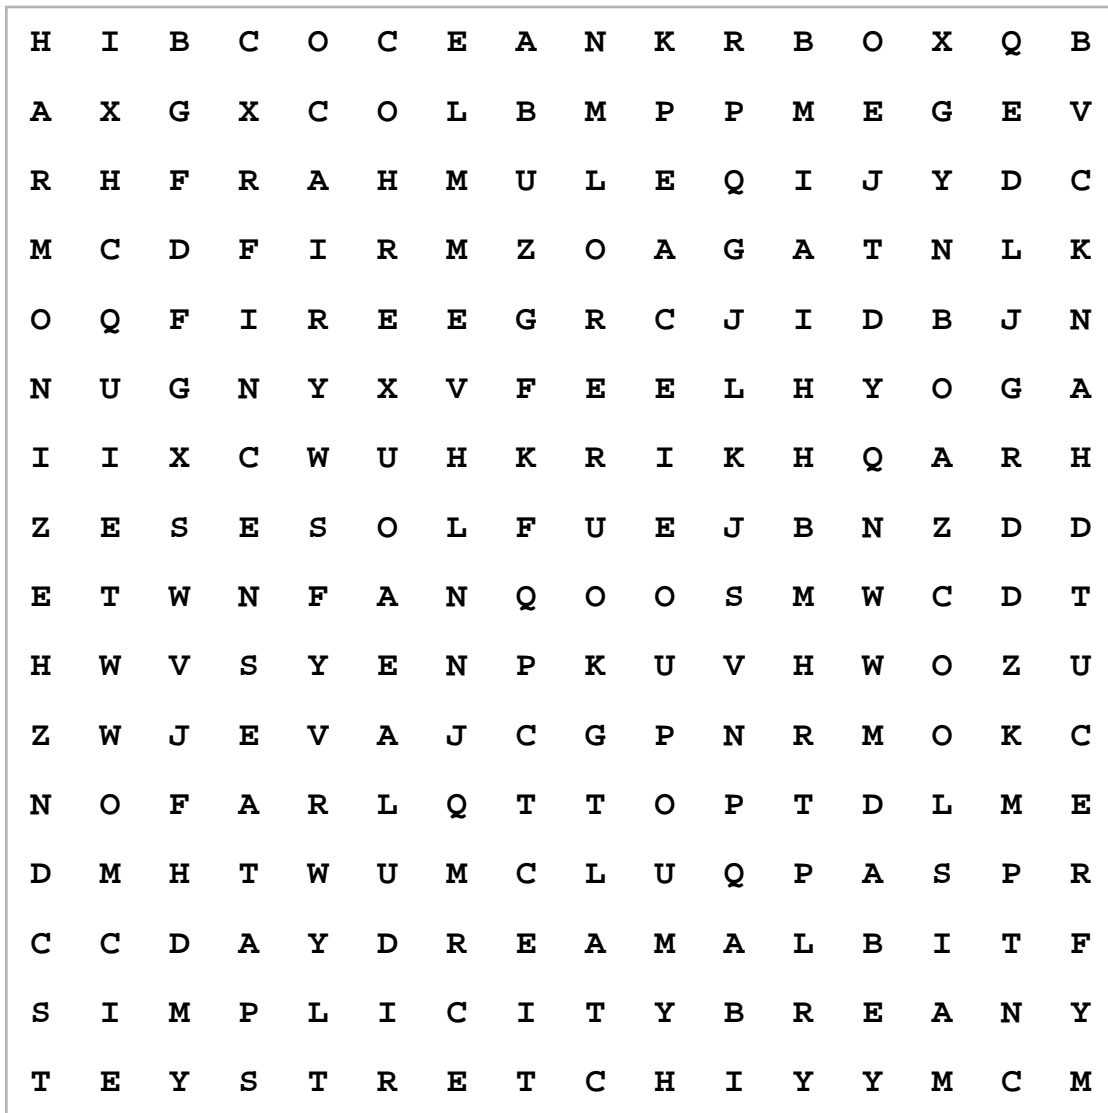 H I B C O C E A N K R B O X Q B
A X G X C O L B M P P M E G E V
R H F R A H M U L E Q I J Y D C
M C D F I R M Z O A G A T N L K
O Q F I R E E G R C J I D B J N
N U G N Y X V F E E L H Y O G A
I I X C W U H K R I K H Q A R H
Z E S E S O L F U E J B N Z D D
E T W N F A N Q O O S M W C D T
H W V S Y E N P K U V H W O Z U
Z W J E V A J C G P N R M O K C
N O F A R L Q T T O P T D L M E
D M H T W U M C L U Q P A S P R
C C D A Y D R E A M A L B I T F
S I M P L I C I T Y B R E A N Y
T E Y S T R E T C H I Y Y M C M